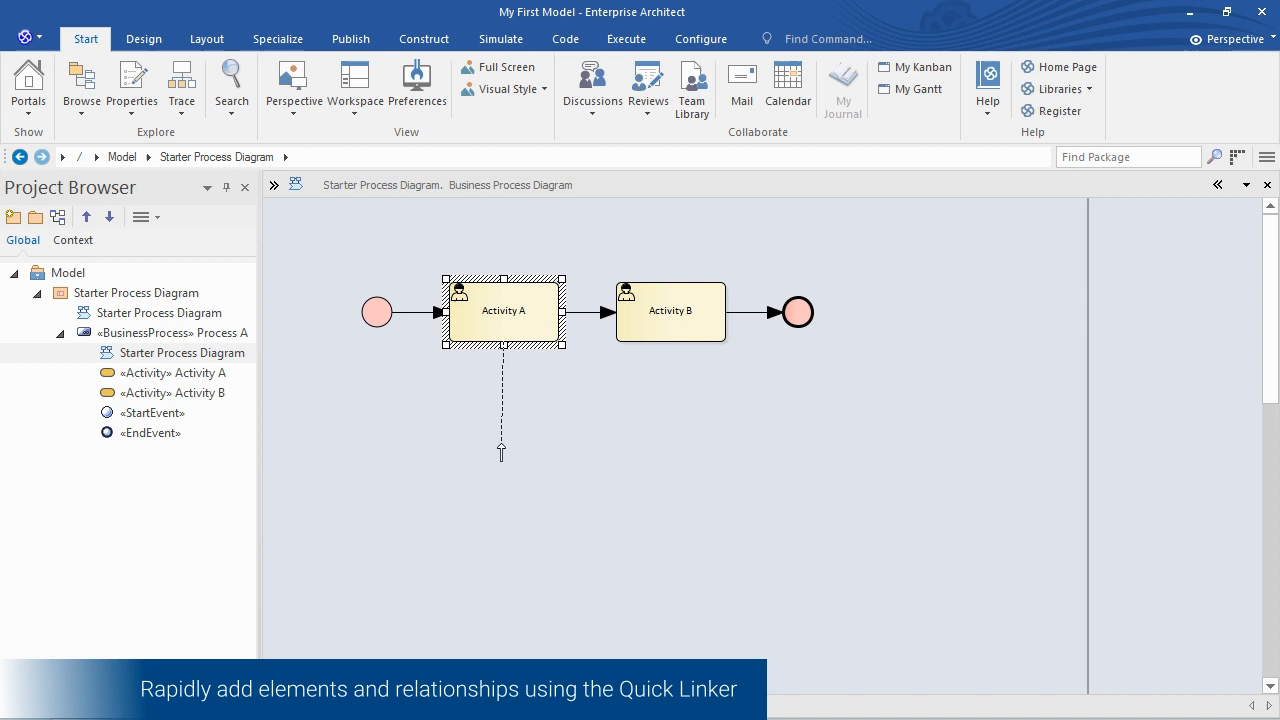 My First Model - Enterprise Architect
Start Design Layout Specialize Publish Construct Simulate Code Execute Configure Find Command... Perspective
Portals Browse Properties Trace Search Perspective Workspace Preferences Full Screen Visual Style Discussions Reviews Team Library Mail Calendar My Journal My Kanban My Gantt Help Home Page Libraries Register
Show Explore View Collaborate Help
/ Model Starter Process Diagram Find Package
Project Browser
Starter Process Diagram. Business Process Diagram
Global Context
Model
Starter Process Diagram
Starter Process Diagram
«BusinessProcess» Process A
Starter Process Diagram
«Activity» Activity A
«Activity» Activity B
«StartEvent»
«EndEvent»
Activity A
Activity B
Rapidly add elements and relationships using the Quick Linker